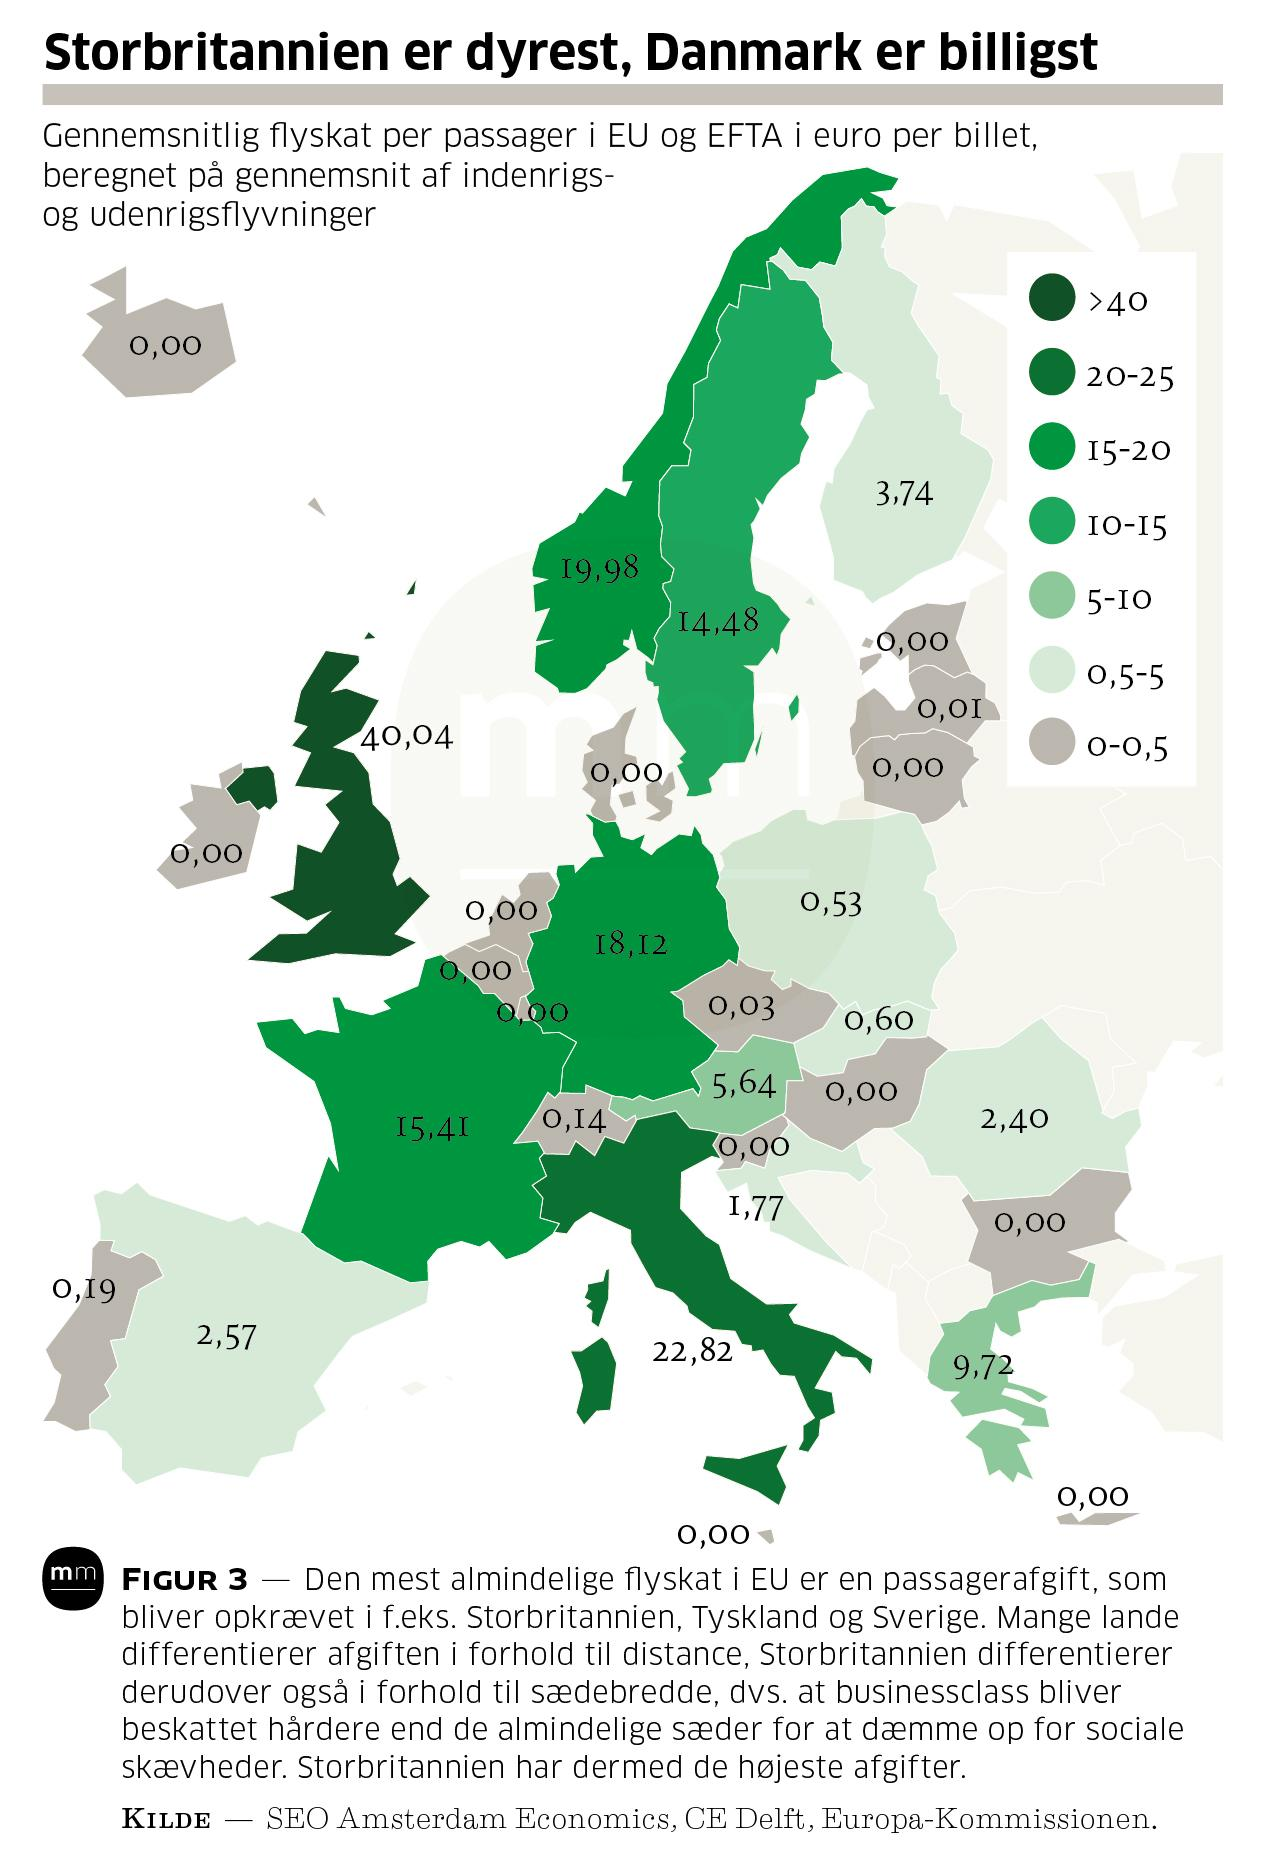 Storbritannien er dyrest, Danmark er billigst
Gennemsnitlig flyskat per passager i EU og EFTA i euro per billet,
beregnet på gennemsnit af indenrigs-
og udenrigsflyvninger
>40
20-25
15-20
10-15
5-10
0,5-5
0-0,5
0,00
3,74
19,98
14,48
0,00
0,01
40,04
0,00
0,00
0,00
0,00
0,53
18,12
0,00
0,00
0,03
0,60
5,64
0,00
15,41
0,14
2,40
0,00
1,77
0,00
0,19
2,57
22,82
9,72
0,00
0,00
mm
mm
FIGUR 3 — Den mest almindelige flyskat i EU er en passagerafgift, som
bliver opkrævet i f.eks. Storbritannien, Tyskland og Sverige. Mange lande
differentierer afgiften i forhold til distance, Storbritannien differentierer
derudover også i forhold til sædebredde, dvs. at businessclass bliver
beskattet hårdere end de almindelige sæder for at dæmme op for sociale
skævheder. Storbritannien har dermed de højeste afgifter.
KILDE — SEO Amsterdam Economics, CE Delft, Europa-Kommissionen.